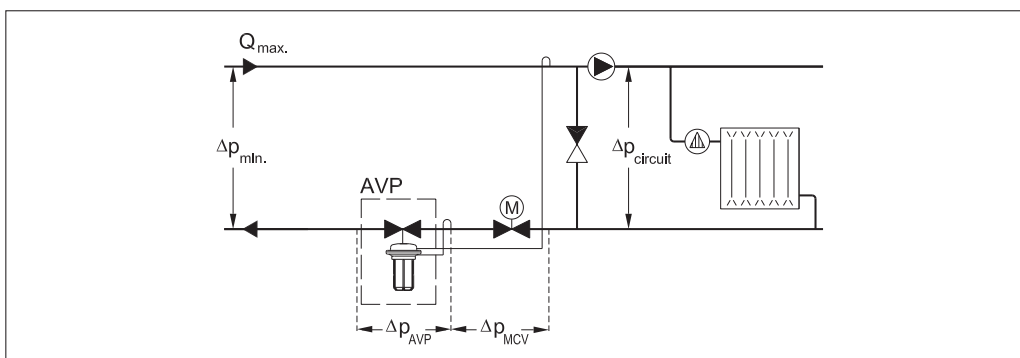 Qmax.
Δpmin.
Δpcircuit
AVP
M
ΔpAVP
ΔpMCV